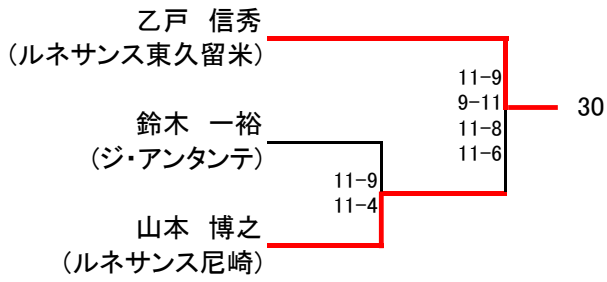 乙戸　信秀
(ルネサンス東久留米)
11-9
9-11
11-8
11-6
30
鈴木　一裕
(ジ・アンタンテ)
11-9
11-4
山本　博之
(ルネサンス尼崎)